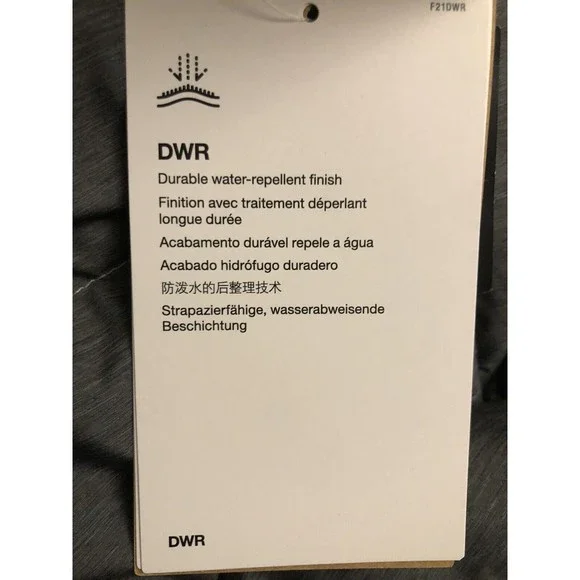 F21DWR
DWR
Durable water-repellent finish
Finition avec traitement déperlant
longue durée
Acabamento durável repele a água
Acabado hidrófugo duradero
防泼水的后整理技术
Strapazierfähige, wasserabweisende
Beschichtung
DWR